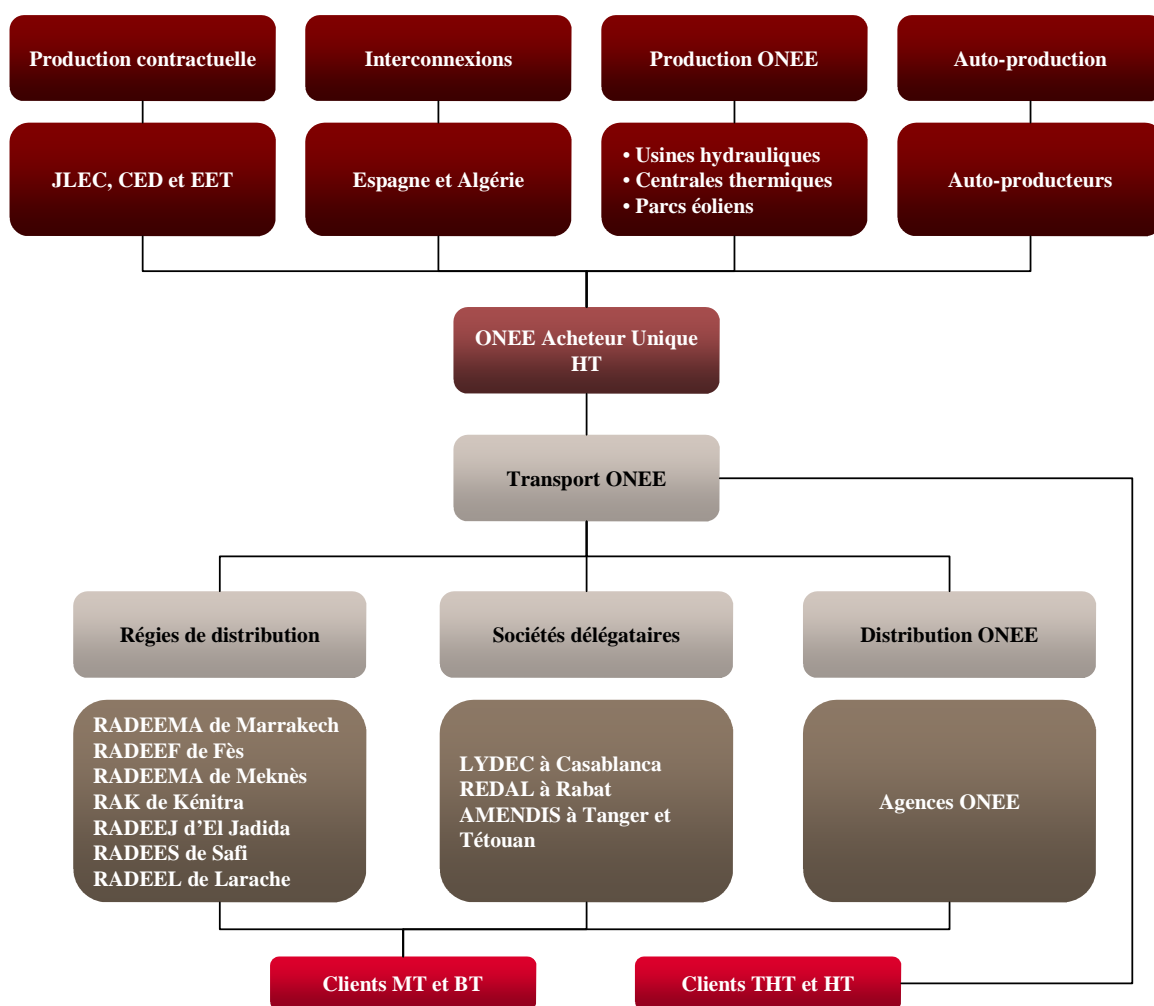 Production contractuelle
Interconnexions
Production ONEE
Auto-production
JLEC, CED et EET
Espagne et Algérie
• Usines hydrauliques
• Centrales thermiques
• Parcs éoliens
Auto-producteurs
ONEE Acheteur Unique
HT
Transport ONEE
Régies de distribution
Sociétés délégataires
Distribution ONEE
RADEEMA de Marrakech
RADEEF de Fès
RADEEMA de Meknès
RAK de Kénitra
RADEEJ d’El Jadida
RADEES de Safi
RADEEL de Larache
LYDEC à Casablanca
REDAL à Rabat
AMENDIS à Tanger et
Tétouan
Agences ONEE
Clients MT et BT
Clients THT et HT